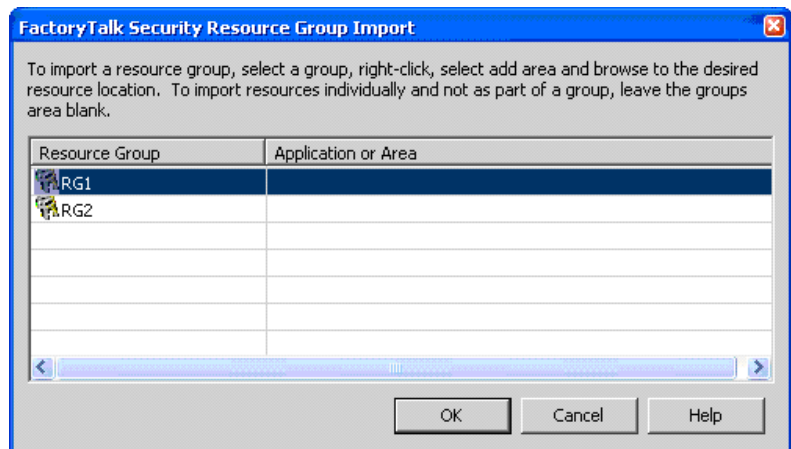 FactoryTalk Security Resource Group Import
To import a resource group, select a group, right-click, select add area and browse to the desired
resource location. To import resources individually and not as part of a group, leave the groups
area blank.
Resource Group Application or Area
RG1
RG2
OK Cancel Help